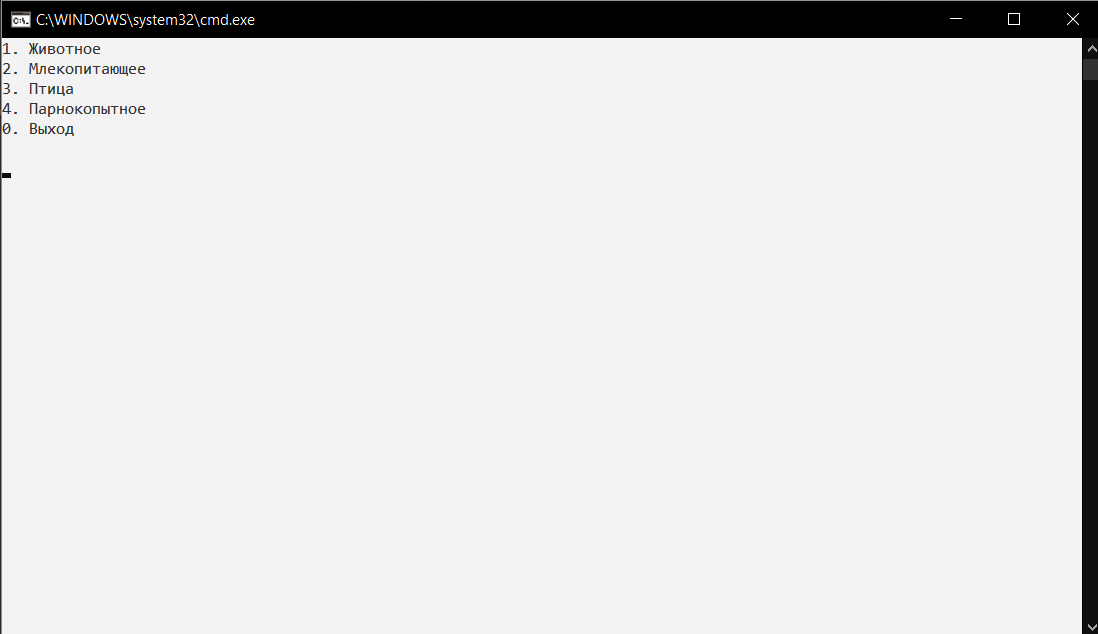 C:\WINDOWS\system32\cmd.exe
1. Животное
2. Млекопитающее
3. Птица
4. Парнокопытное
0. Выход